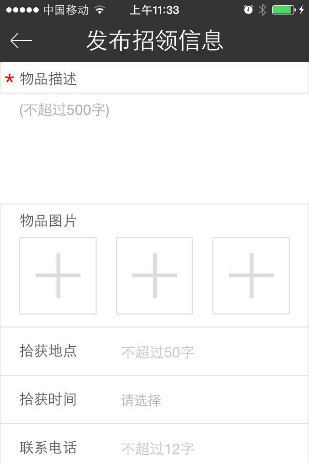 中国移动 上午11:33
发布招领信息
* 物品描述
(不超过500字)
物品图片
拾获地点 不超过50字
拾获时间 请选择
联系电话 不超过12字